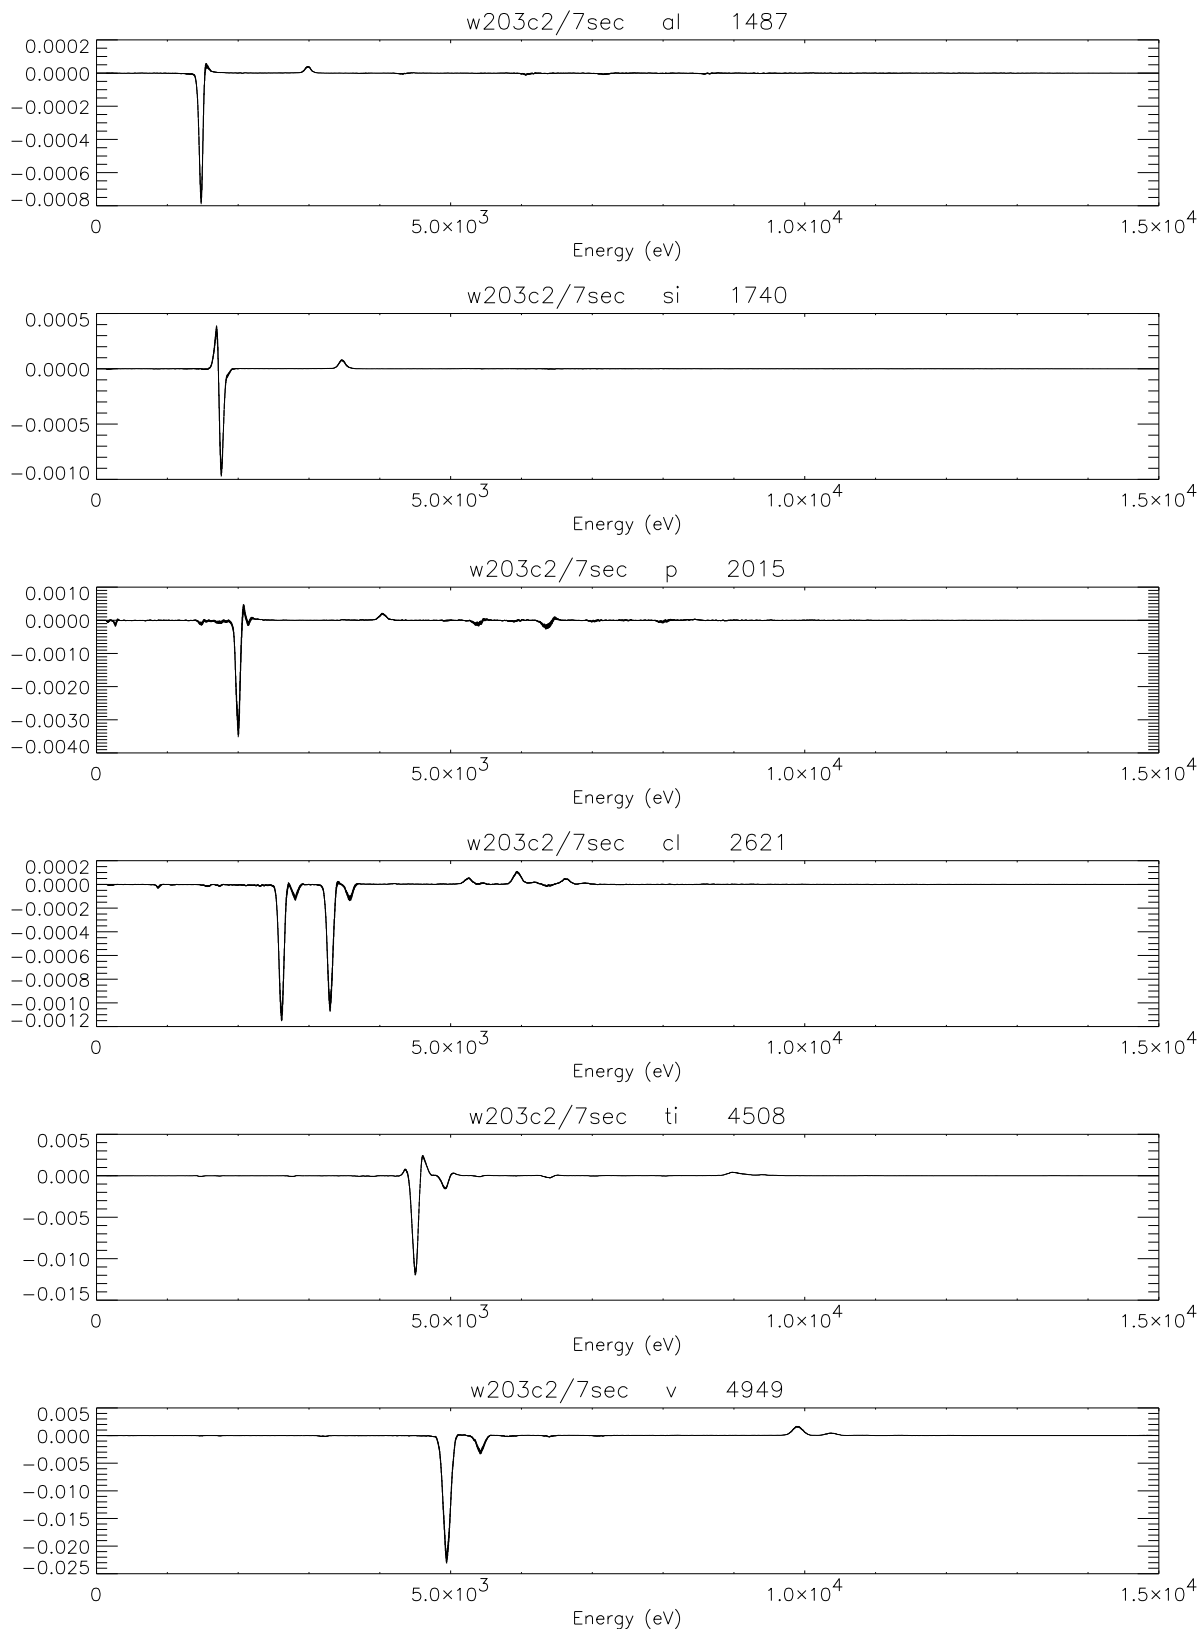 w203c2/7sec al 1487
0.0002
0.0000
−0.0002
−0.0004
−0.0006
−0.0008
0 5.0×10³ 1.0×10⁴ 1.5×10⁴
Energy (eV)
w203c2/7sec si 1740
0.0005
0.0000
−0.0005
−0.0010
0 5.0×10³ 1.0×10⁴ 1.5×10⁴
Energy (eV)
w203c2/7sec p 2015
0.0010
0.0000
−0.0010
−0.0020
−0.0030
−0.0040
0 5.0×10³ 1.0×10⁴ 1.5×10⁴
Energy (eV)
w203c2/7sec cl 2621
0.0002
0.0000
−0.0002
−0.0004
−0.0006
−0.0008
−0.0010
−0.0012
0 5.0×10³ 1.0×10⁴ 1.5×10⁴
Energy (eV)
w203c2/7sec ti 4508
0.005
0.000
−0.005
−0.010
−0.015
0 5.0×10³ 1.0×10⁴ 1.5×10⁴
Energy (eV)
w203c2/7sec v 4949
0.005
0.000
−0.005
−0.010
−0.015
−0.020
−0.025
0 5.0×10³ 1.0×10⁴ 1.5×10⁴
Energy (eV)